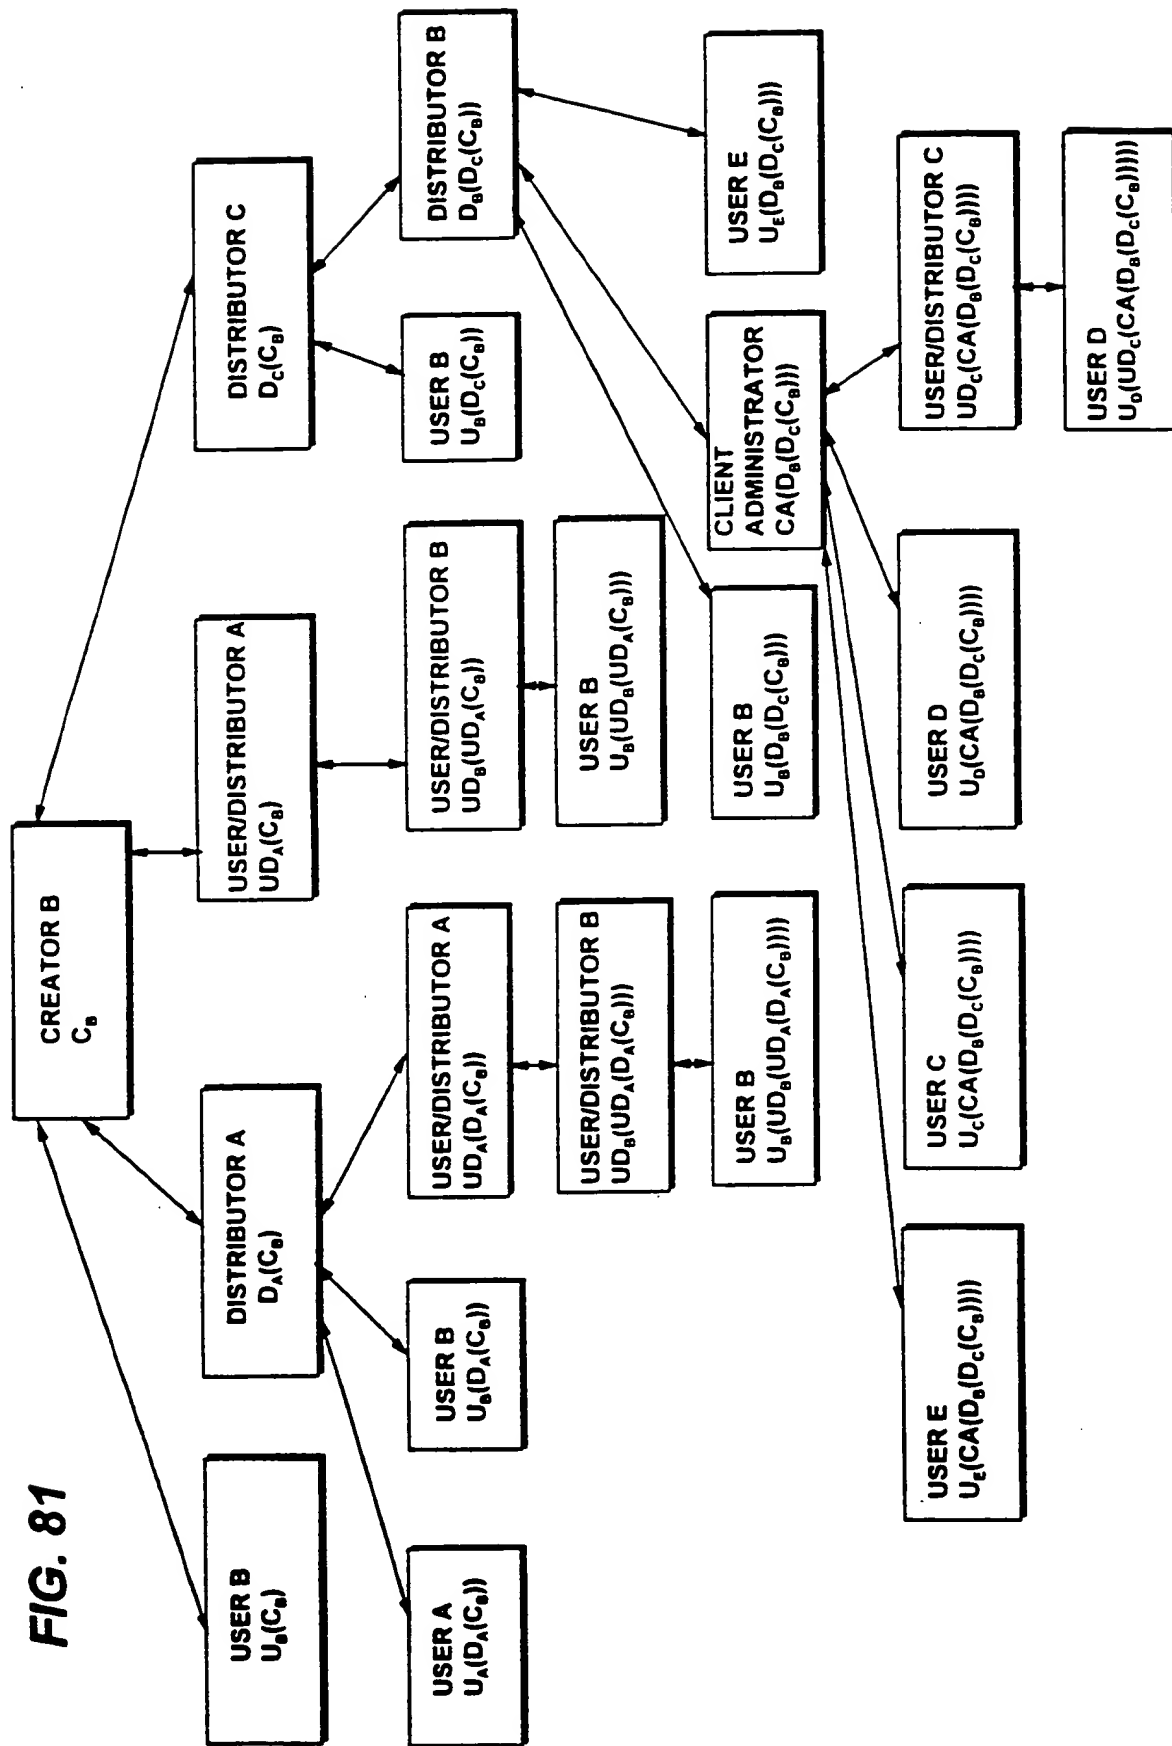 FIG. 81
CREATOR B
C_B
USER B
U_B(C_B)
DISTRIBUTOR A
D_A(C_B)
USER/DISTRIBUTOR A
UD_A(C_B)
DISTRIBUTOR C
D_C(C_B)
USER A
U_A(D_A(C_B))
USER B
U_B(D_A(C_B))
USER/DISTRIBUTOR A
UD_A(D_A(C_B))
USER/DISTRIBUTOR B
UD_B(UD_A(C_B))
USER B
U_B(D_C(C_B))
DISTRIBUTOR B
D_B(D_C(C_B))
USER/DISTRIBUTOR B
UD_B(UD_A(D_A(C_B)))
USER B
U_B(UD_B(UD_A(C_B)))
USER B
U_B(UD_B(UD_A(D_A(C_B))))
USER B
U_B(D_B(D_C(C_B)))
CLIENT
ADMINISTRATOR
CA(D_B(D_C(C_B)))
USER E
U_E(D_B(D_C(C_B)))
USER E
U_E(CA(D_B(D_C(C_B))))
USER C
U_C(CA(D_B(D_C(C_B))))
USER D
U_D(CA(D_B(D_C(C_B))))
USER/DISTRIBUTOR C
UD_C(CA(D_B(D_C(C_B))))
USER D
U_D(UD_C(CA(D_B(D_C(C_B)))))